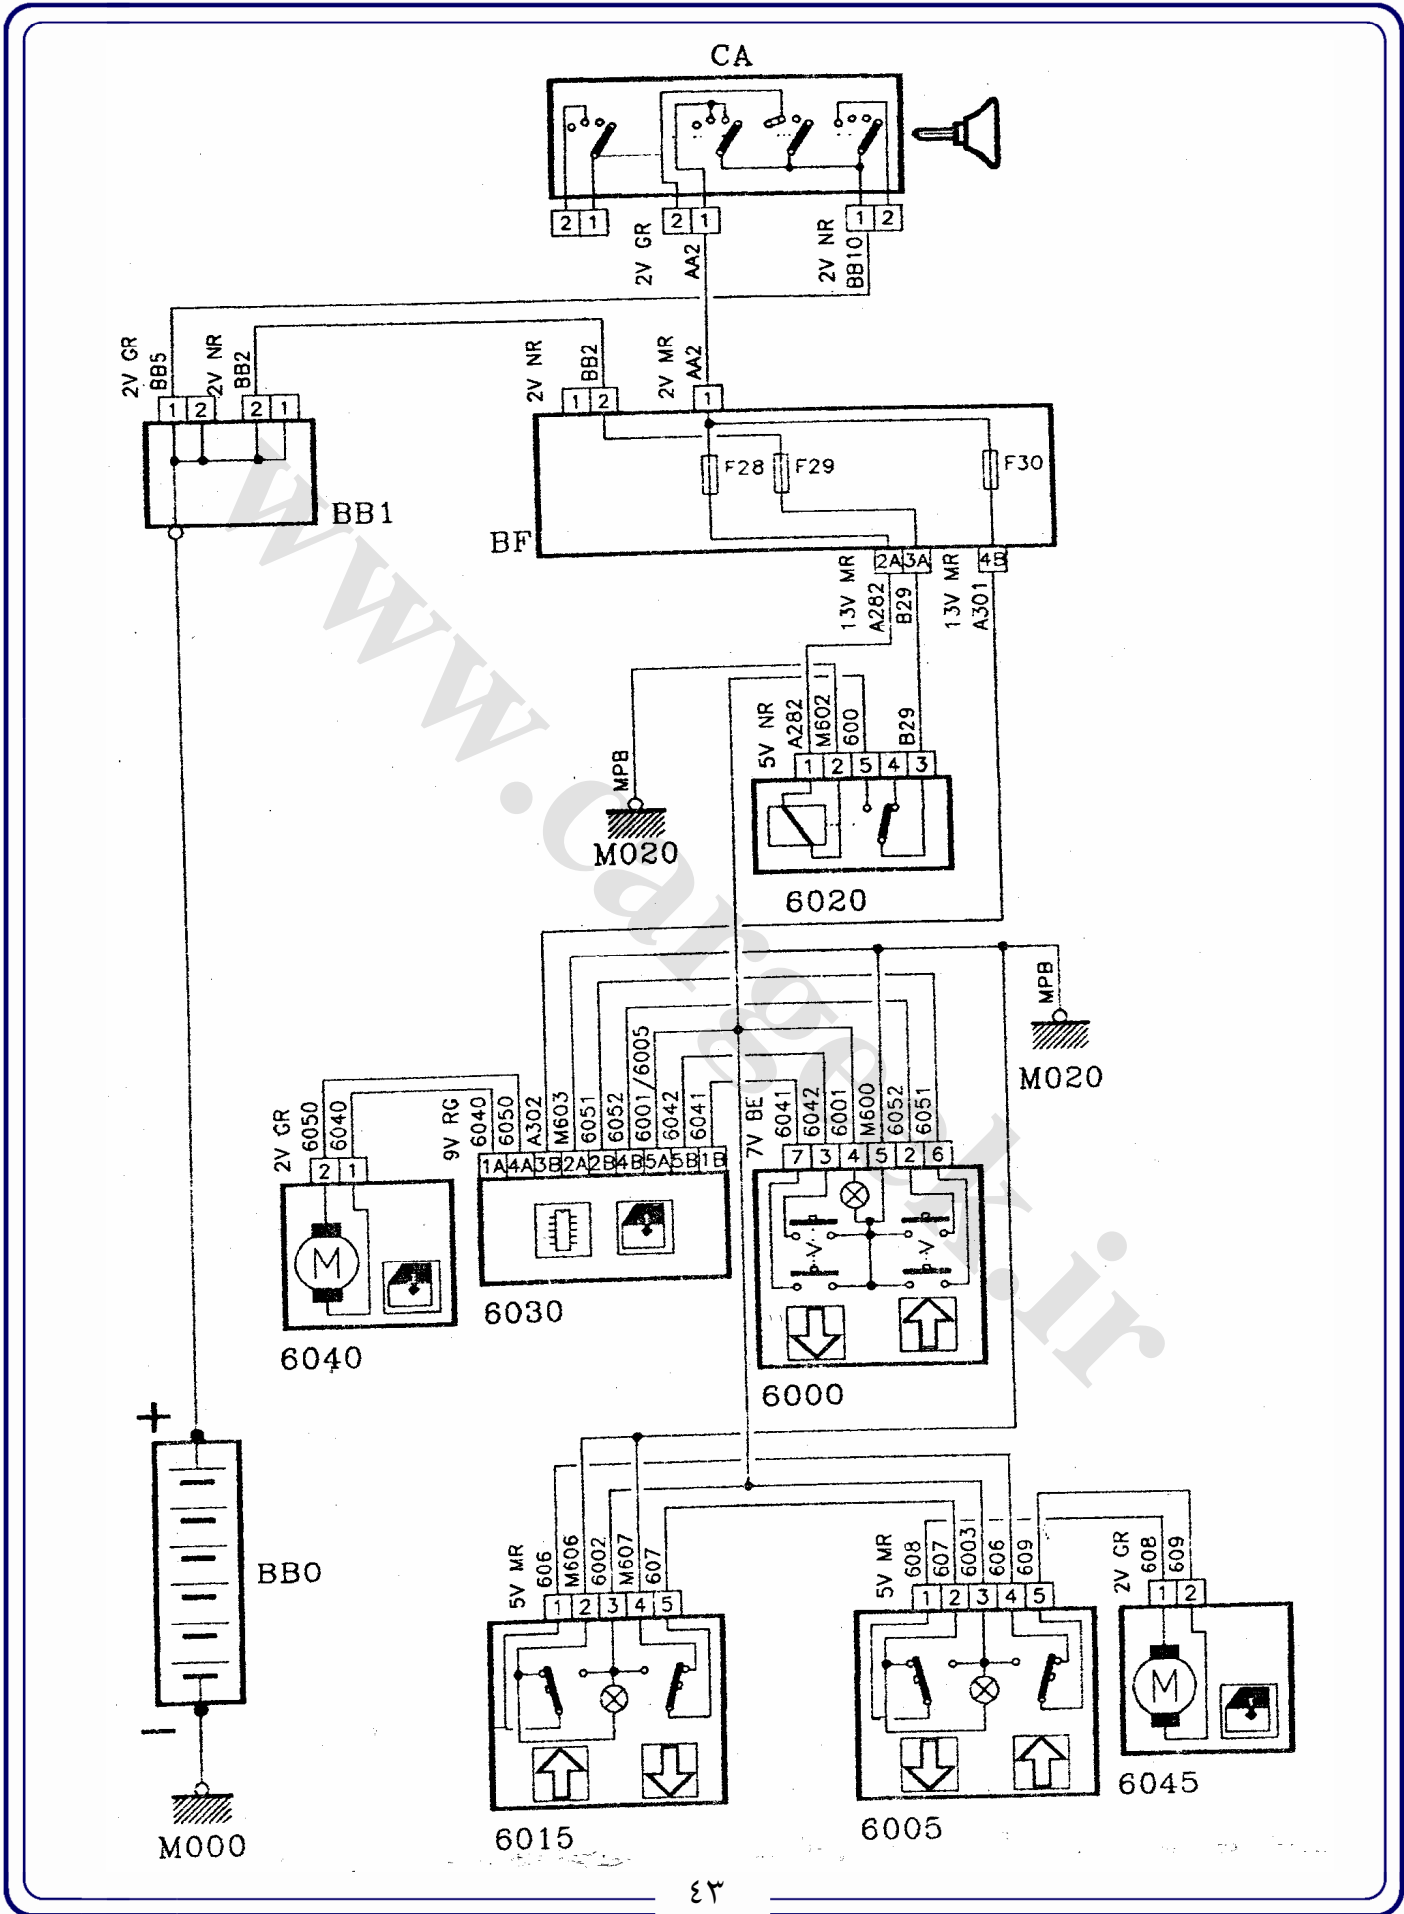 CA
2 1
2 1
1 2
2V GR
AA2
2V NR
BB10
2V GR
BB5
2V NR
BB2
2V NR
BB2
2V MR
AA2
1 2
2 1
1 2
1
F28
F29
F30
BB1
BF
2A 3A
4B
13V MR
A282
B29
13V MR
A301
5V NR
A282
M602
600
B29
1 2 5 4 3
MPB
M020
6020
MPB
M020
2V GR
6050
6040
9V RG
6040
6050
A302
M603
6051
6052
6001/6005
6042
6041
7V BE
6041
6042
6001
M600
6052
6051
2 1
1A 4A 3B 2A 2B 4B 5A 5B 1B
7 3 4 5 2 6
M
6040
6030
6000
+
BB0
−
M000
5V MR
606
M606
6002
M607
607
5V MR
608
607
6003
606
609
2V GR
608
609
1 2 3 4 5
1 2 3 4 5
1 2
M
6015
6005
6045
www.cargeek.ir
٤٣